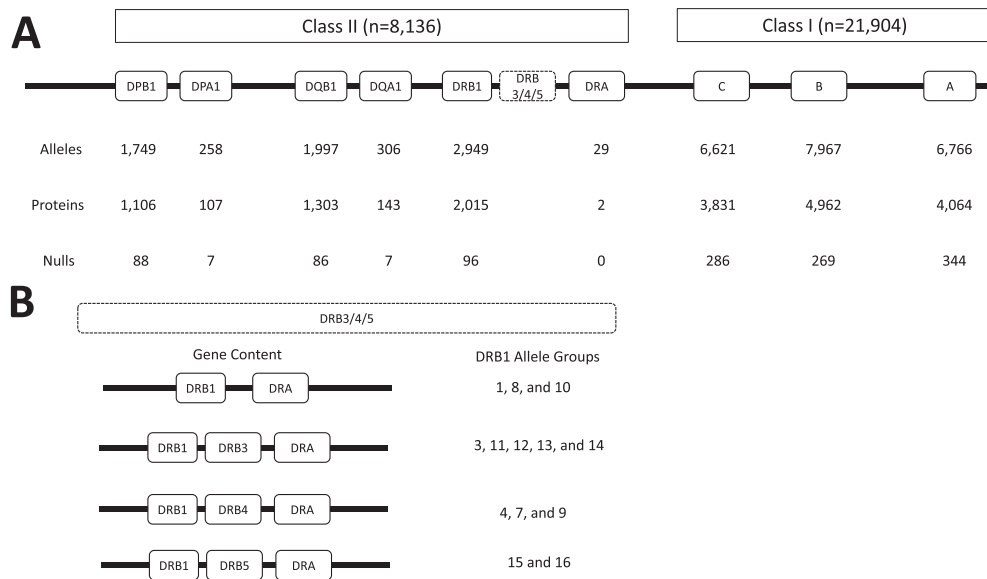 A
Class II (n=8,136)
Class I (n=21,904)
DPB1 DPA1 DQB1 DQA1 DRB1 DRB 3/4/5 DRA C B A
Alleles 1,749 258 1,997 306 2,949 29 6,621 7,967 6,766
Proteins 1,106 107 1,303 143 2,015 2 3,831 4,962 4,064
Nulls 88 7 86 7 96 0 286 269 344
B
DRB3/4/5
Gene Content DRB1 Allele Groups
DRB1 DRA 1, 8, and 10
DRB1 DRB3 DRA 3, 11, 12, 13, and 14
DRB1 DRB4 DRA 4, 7, and 9
DRB1 DRB5 DRA 15 and 16